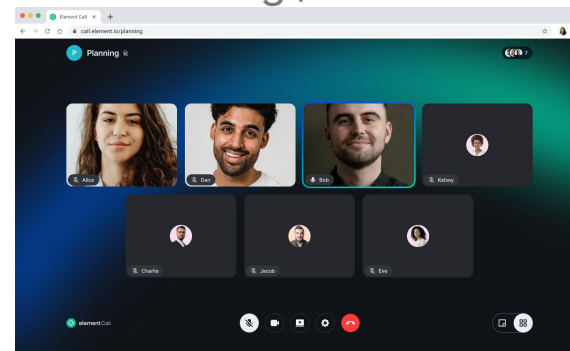 Element Call
call.element.io/planning
P Planning
7
Alice
Dan
Bob
Kelsey
Charlie
Jacob
Eve
element Call